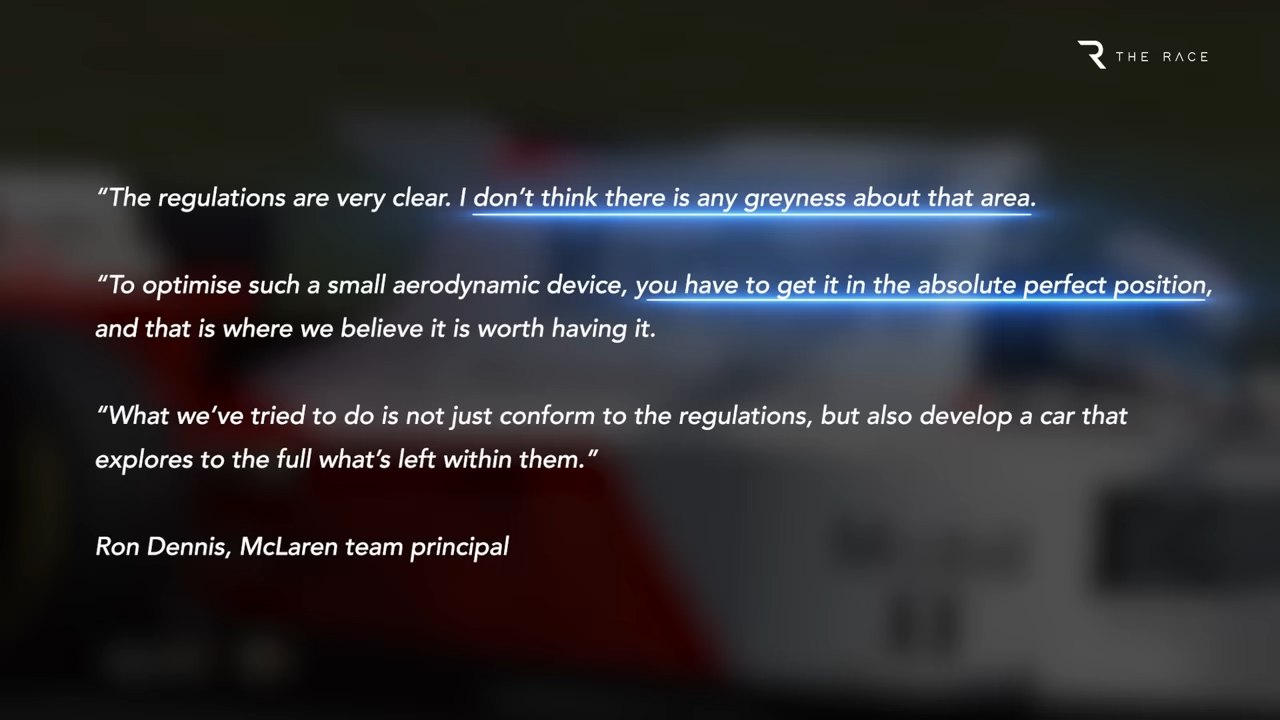 THE RACE
“The regulations are very clear. I don’t think there is any greyness about that area.
“To optimise such a small aerodynamic device, you have to get it in the absolute perfect position,
and that is where we believe it is worth having it.
“What we’ve tried to do is not just conform to the regulations, but also develop a car that
explores to the full what’s left within them.”
Ron Dennis, McLaren team principal